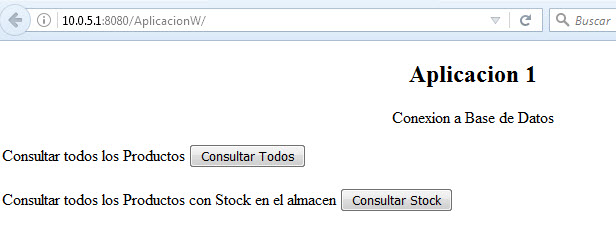 10.0.5.1:8080/AplicacionW/
Buscar
Aplicacion 1
Conexion a Base de Datos
Consultar todos los Productos Consultar Todos
Consultar todos los Productos con Stock en el almacen Consultar Stock